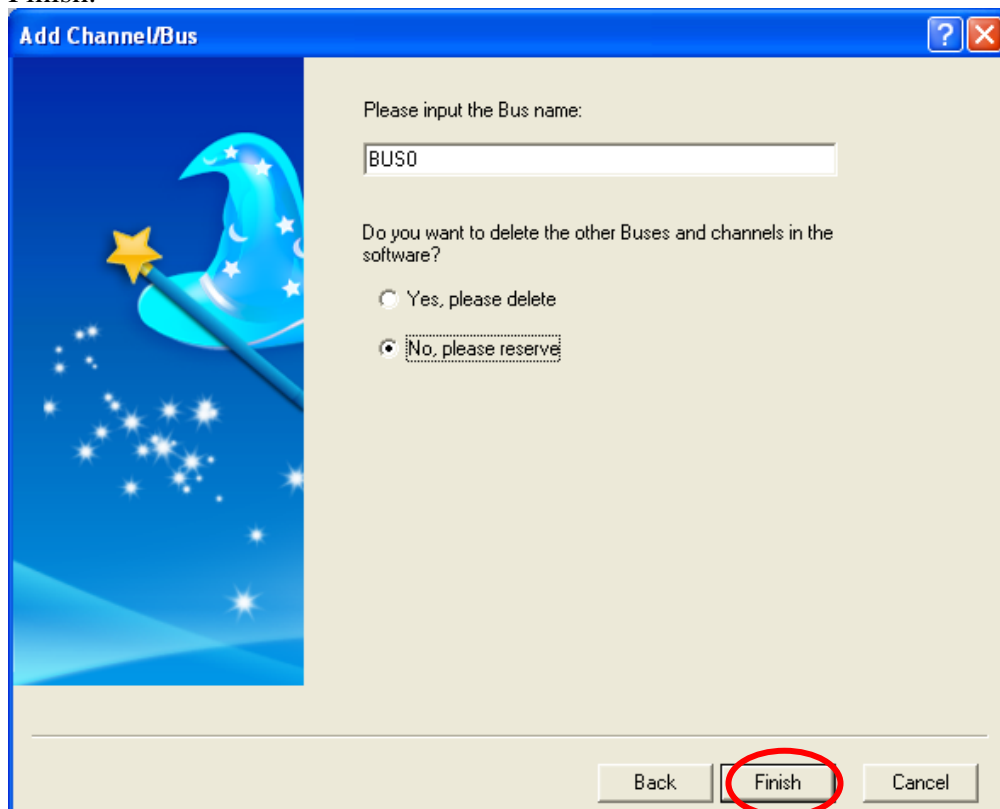 Finish.
Add Channel/Bus
Please input the Bus name:
BUS0
Do you want to delete the other Buses and channels in the
software?
Yes, please delete
No, please reserve
Back
Finish
Cancel